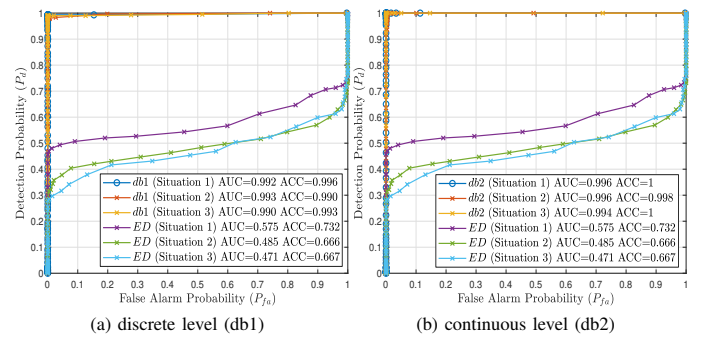 1
0.9
0.8
0.7
0.6
0.5
0.4
0.3
0.2
0.1
0
Detection Probability (P_d)
db1 (Situation 1) AUC=0.992 ACC=0.996
db1 (Situation 2) AUC=0.993 ACC=0.990
db1 (Situation 3) AUC=0.990 ACC=0.993
ED (Situation 1) AUC=0.575 ACC=0.732
ED (Situation 2) AUC=0.485 ACC=0.666
ED (Situation 3) AUC=0.471 ACC=0.667
0 0.1 0.2 0.3 0.4 0.5 0.6 0.7 0.8 0.9 1
False Alarm Probability (P_{fa})
(a) discrete level (db1)
1
0.9
0.8
0.7
0.6
0.5
0.4
0.3
0.2
0.1
0
Detection Probability (P_d)
db2 (Situation 1) AUC=0.996 ACC=1
db2 (Situation 2) AUC=0.996 ACC=0.998
db2 (Situation 3) AUC=0.994 ACC=1
ED (Situation 1) AUC=0.575 ACC=0.732
ED (Situation 2) AUC=0.485 ACC=0.666
ED (Situation 3) AUC=0.471 ACC=0.667
0 0.1 0.2 0.3 0.4 0.5 0.6 0.7 0.8 0.9 1
False Alarm Probability (P_{fa})
(b) continuous level (db2)